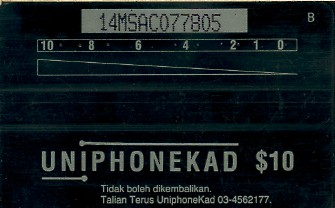 14MSAC077805
B
10 · 8 · 6 · 4 · 2 · 1 · 0
UNIPHONEKAD $10
Tidak boleh dikembalikan.
Talian Terus UniphoneKad 03-4562177.